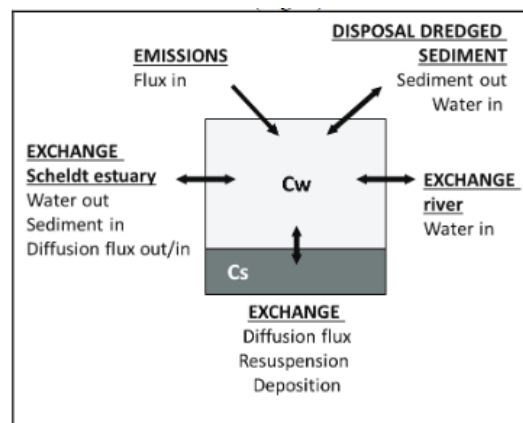 DISPOSAL DREDGED
SEDIMENT
Sediment out
Water in
EMISSIONS
Flux in
EXCHANGE
Scheldt estuary
Water out
Sediment in
Diffusion flux out/in
Cw
EXCHANGE
river
Water in
Cs
EXCHANGE
Diffusion flux
Resuspension
Deposition